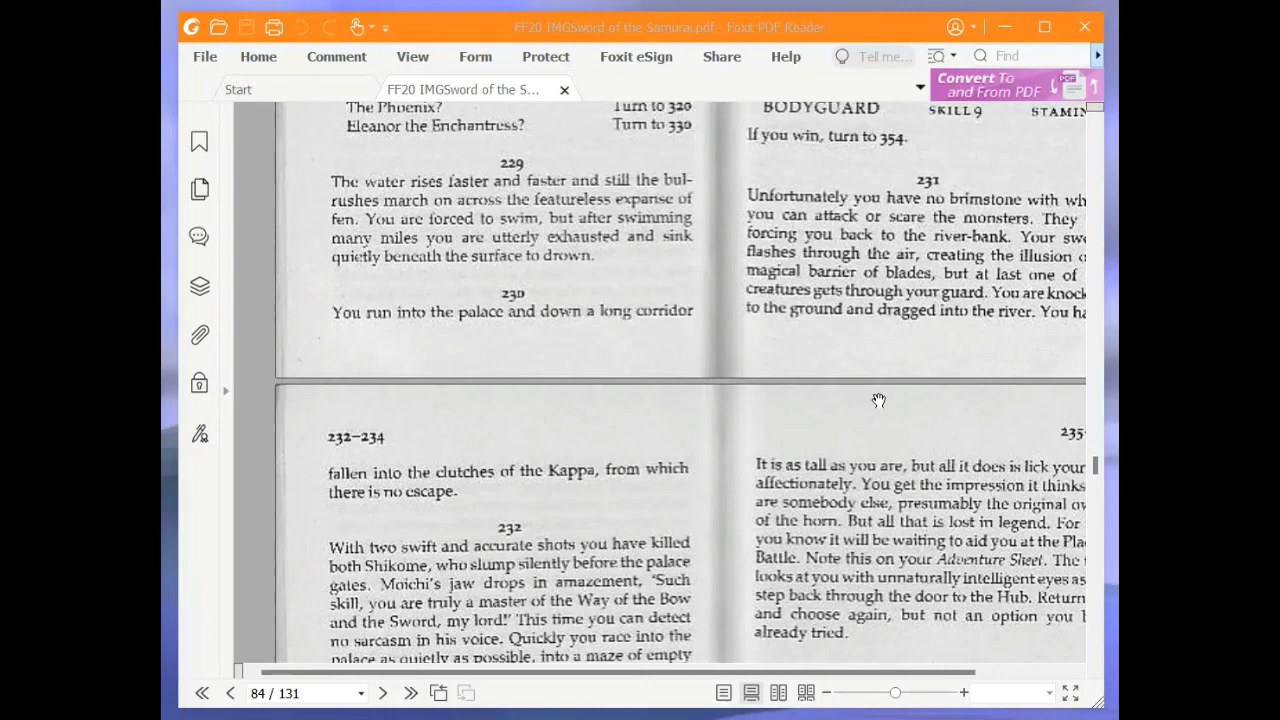 FF20 IMGSword of the Samurai.pdf - Foxit PDF Reader
File Home Comment View Form Protect Foxit eSign Share Help Tell me... Find
Start FF20 IMGSword of the S... Convert To and From PDF
The Phoenix? Turn to 320
Eleanor the Enchantress? Turn to 330
229
The water rises faster and faster and still the bul-
rushes march on across the featureless expanse of
fen. You are forced to swim, but after swimming
many miles you are utterly exhausted and sink
quietly beneath the surface to drown.
230
You run into the palace and down a long corridor
BODYGUARD SKILL 9 STAMIN
If you win, turn to 354.
231
Unfortunately you have no brimstone with wh
you can attack or scare the monsters. They
forcing you back to the river-bank. Your swo
flashes through the air, creating the illusion o
magical barrier of blades, but at last one of
creatures gets through your guard. You are knock
to the ground and dragged into the river. You ha
232–234
fallen into the clutches of the Kappa, from which
there is no escape.
232
With two swift and accurate shots you have killed
both Shikome, who slump silently before the palace
gates. Moichi's jaw drops in amazement, 'Such
skill, you are truly a master of the Way of the Bow
and the Sword, my lord!' This time you can detect
no sarcasm in his voice. Quickly you race into the
palace as quietly as possible, into a maze of empty
235-
It is as tall as you are, but all it does is lick your
affectionately. You get the impression it thinks
are somebody else, presumably the original ow
of the horn. But all that is lost in legend. For
you know it will be waiting to aid you at the Pla
Battle. Note this on your Adventure Sheet. The
looks at you with unnaturally intelligent eyes as
step back through the door to the Hub. Return
and choose again, but not an option you
already tried.
84 / 131